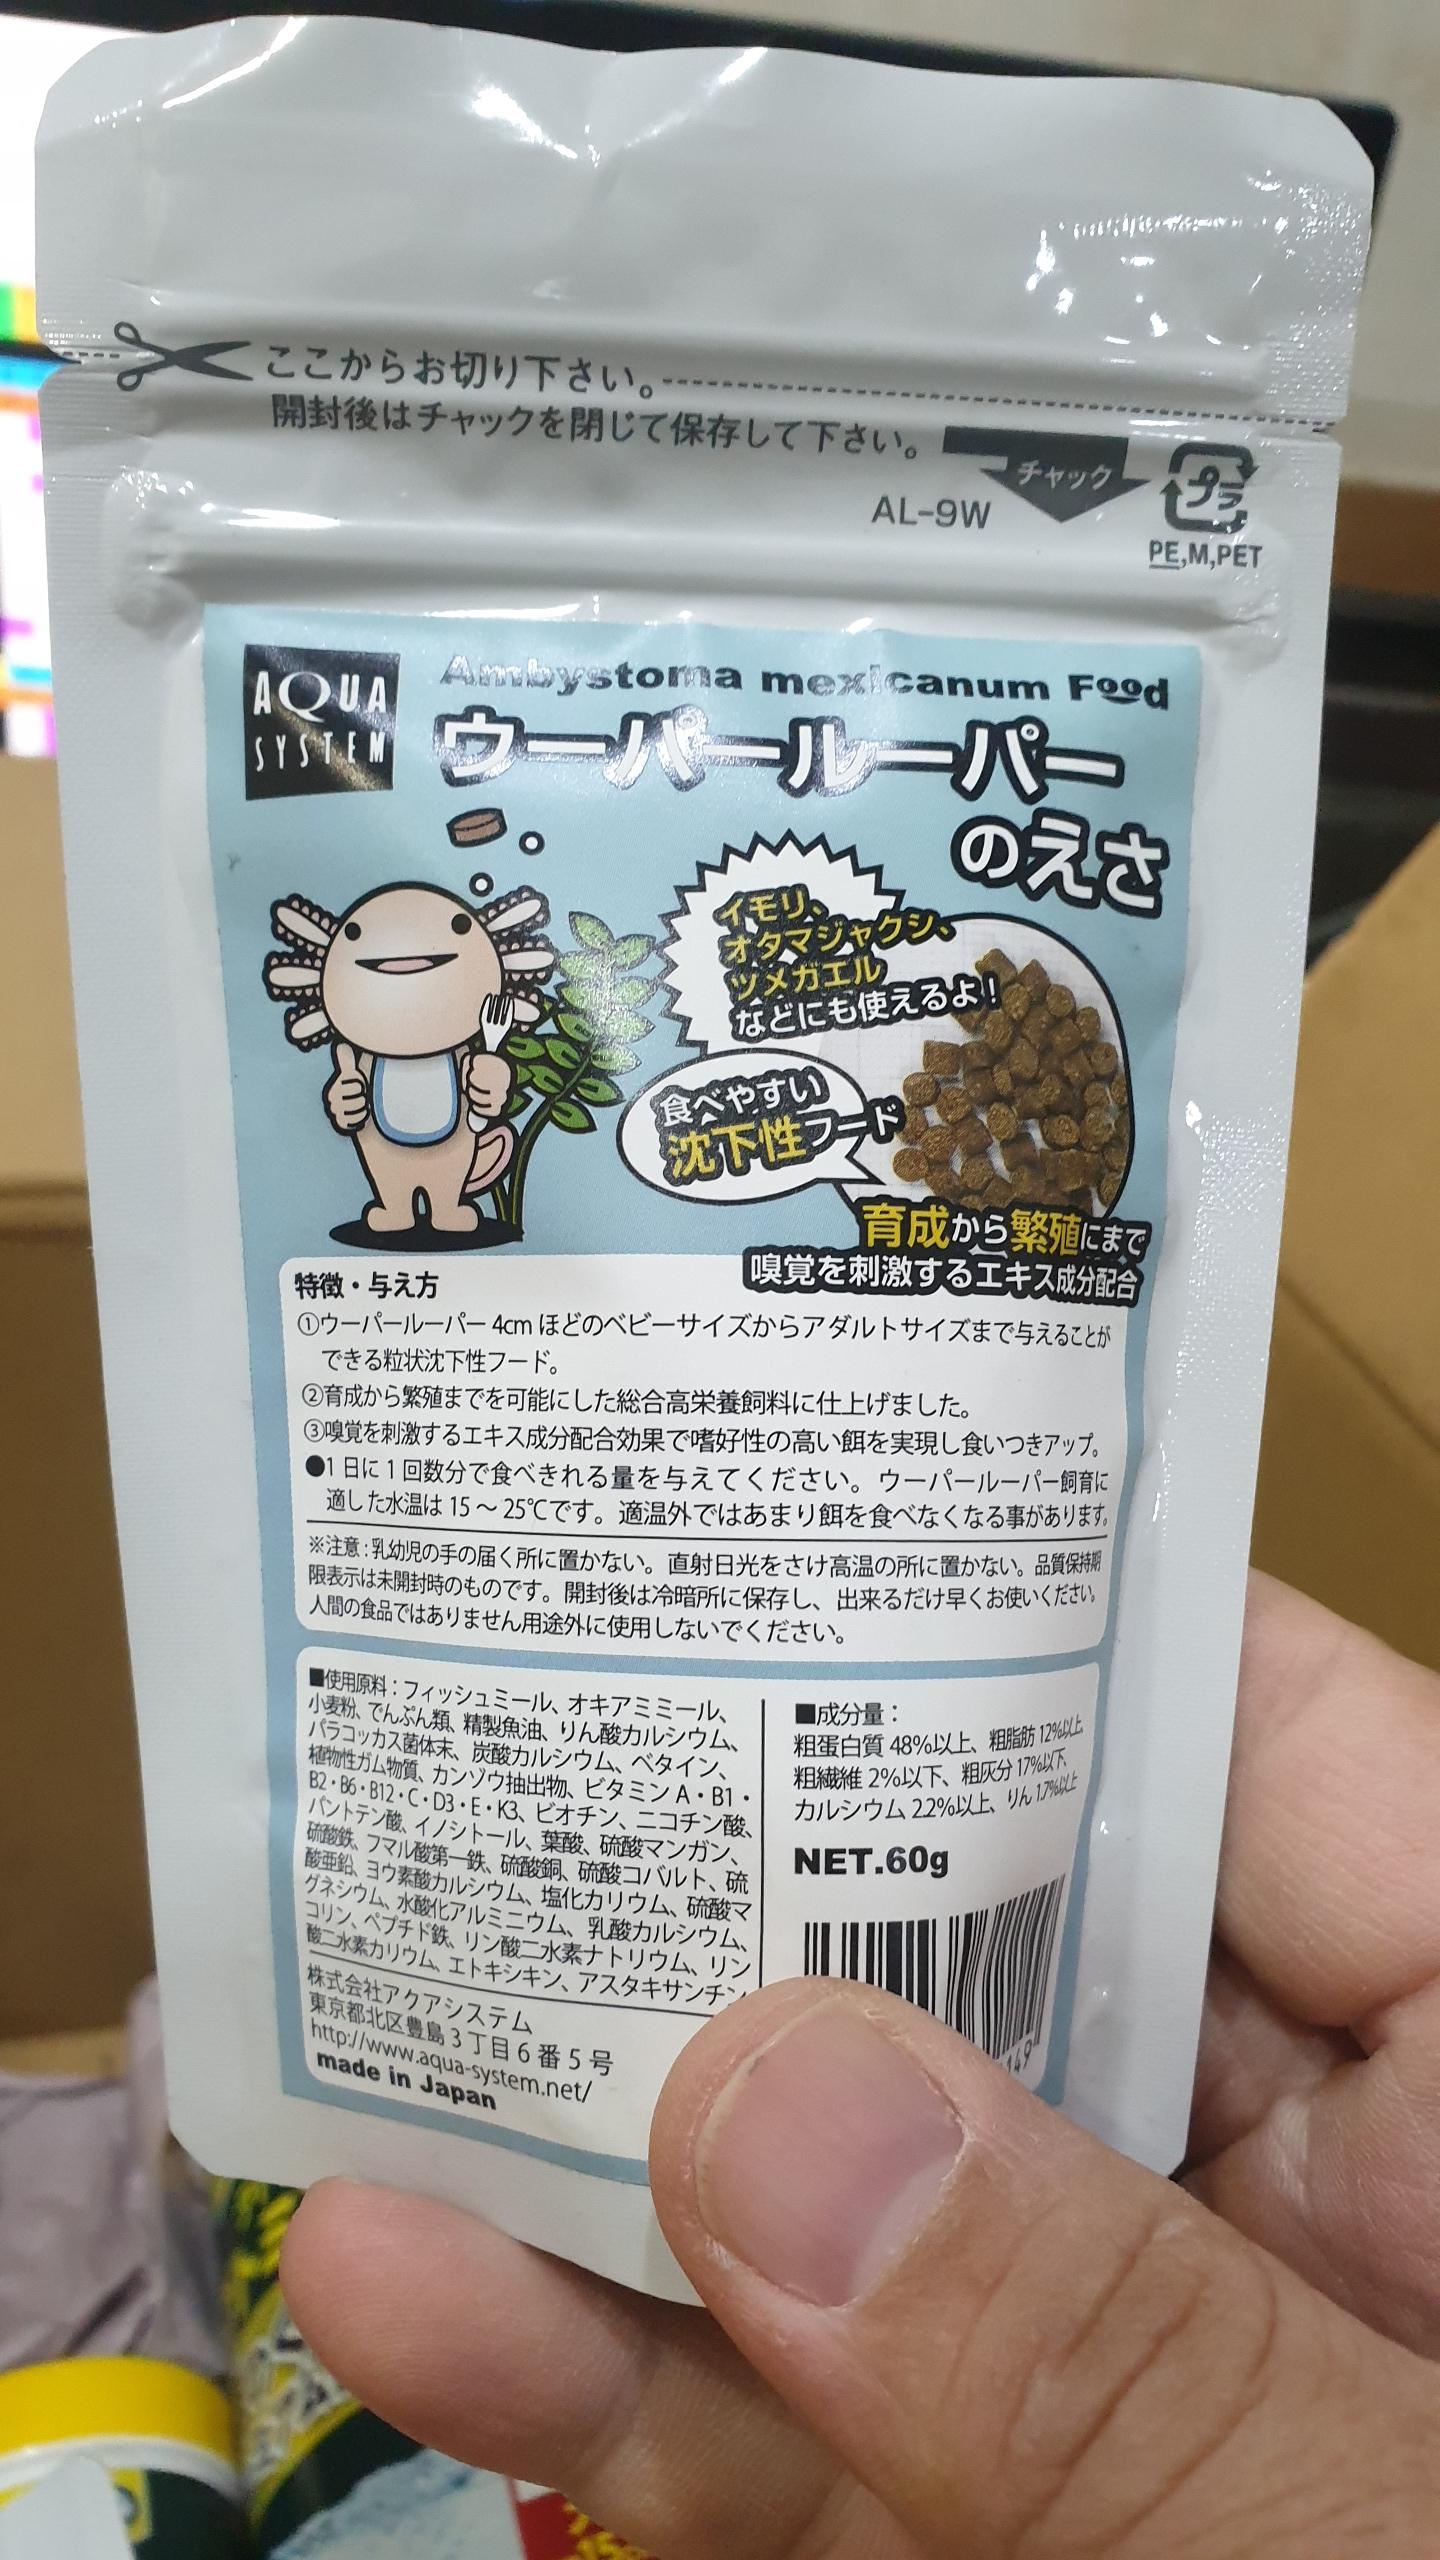 ここからお切り下さい。
開封後はチャックを閉じて保存して下さい。
チャック
プラ
AL-9W
PE,M,PET
AQUA
SYSTEM
Ambystoma mexicanum Food
ウーパールーパー
のえさ
イモリ、
オタマジャクシ、
ツメガエル
などにも使えるよ!
食べやすい
沈下性フード
育成から繁殖にまで
嗅覚を刺激するエキス成分配合
特徴・与え方
①ウーパールーパー 4cm ほどのベビーサイズからアダルトサイズまで与えることが
できる粒状沈下性フード。
②育成から繁殖までを可能にした総合高栄養飼料に仕上げました。
③嗅覚を刺激するエキス成分配合効果で嗜好性の高い餌を実現し食いつきアップ。
●1日に1回数分で食べきれる量を与えてください。ウーパールーパー飼育に
適した水温は 15 ~ 25℃です。適温外ではあまり餌を食べなくなる事があります。
※注意:乳幼児の手の届く所に置かない。直射日光をさけ高温の所に置かない。品質保持期
限表示は未開封時のものです。開封後は冷暗所に保存し、出来るだけ早くお使いください。
人間の食品ではありません用途外に使用しないでください。
■使用原料:フィッシュミール、オキアミミール、
小麦粉、でんぷん類、精製魚油、りん酸カルシウム、
パラコッカス菌体末、炭酸カルシウム、ベタイン、
植物性ガム物質、カンゾウ抽出物、ビタミン A・B1・
B2・B6・B12・C・D3・E・K3、ビオチン、ニコチン酸、
パントテン酸、イノシトール、葉酸、硫酸マンガン、
硫酸鉄、フマル酸第一鉄、硫酸銅、硫酸コバルト、硫
酸亜鉛、ヨウ素酸カルシウム、塩化カリウム、硫酸マ
グネシウム、水酸化アルミニウム、乳酸カルシウム、
コリン、ペプチド鉄、リン酸二水素ナトリウム、リン
酸二水素カリウム、エトキシキン、アスタキサンチン
■成分量:
粗蛋白質 48%以上、粗脂肪 12%以上
粗繊維 2%以下、粗灰分 17%以下、
カルシウム 2.2%以上、りん 1.7%以上
NET.60g
149
株式会社アクアシステム
東京都北区豊島3丁目6番5号
http://www.aqua-system.net/
made in Japan